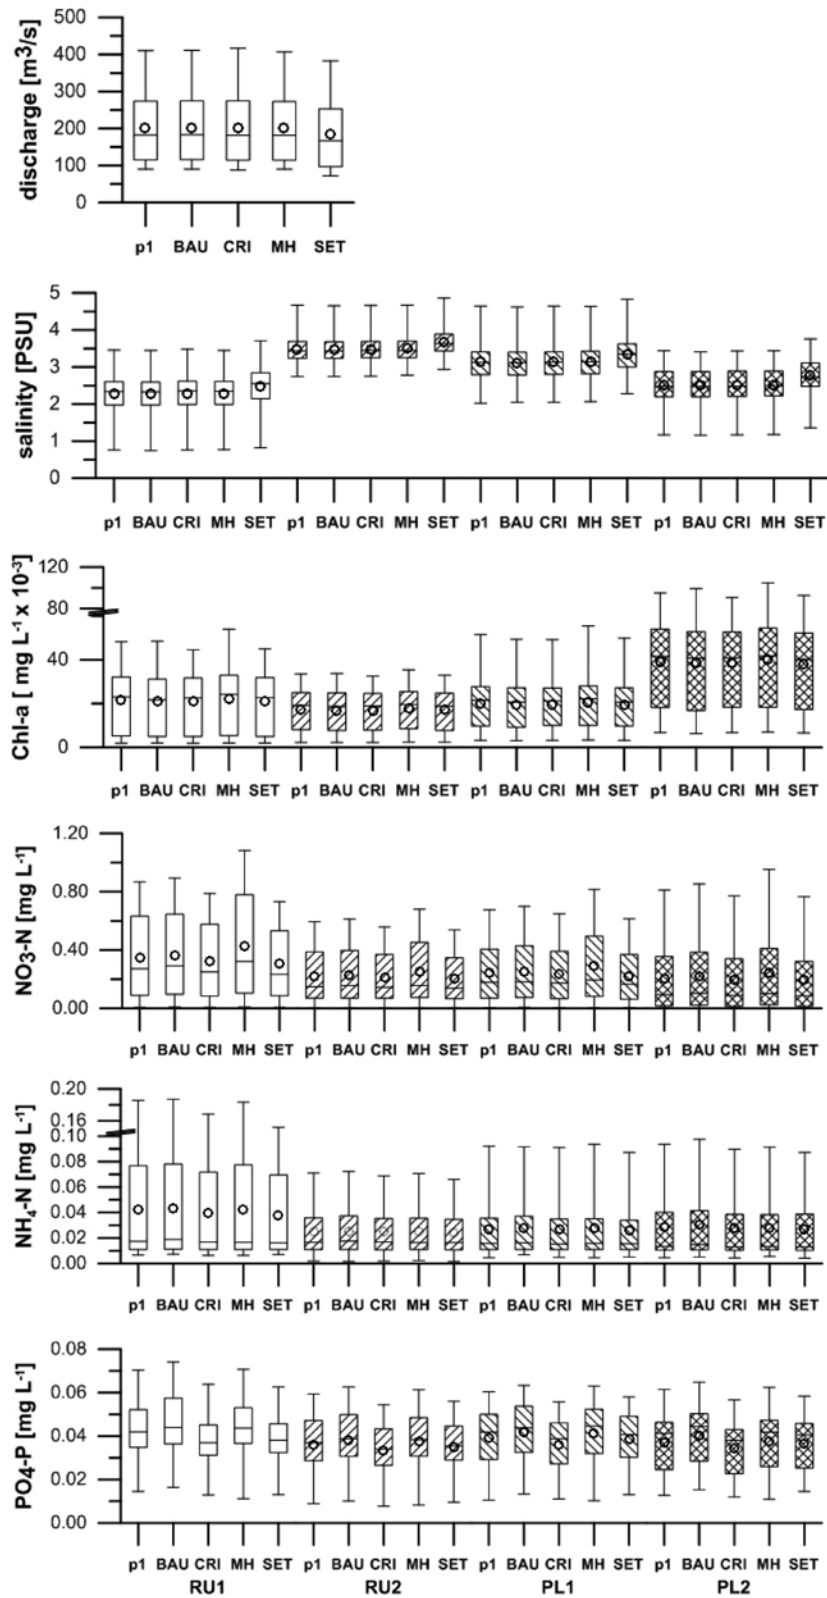 discharge [m³/s]
500
400
300
200
100
0
p1 BAU CRI MH SET
salinity [PSU]
5
4
3
2
1
0
p1 BAU CRI MH SET p1 BAU CRI MH SET p1 BAU CRI MH SET p1 BAU CRI MH SET
Chl-a [ mg L⁻¹ x 10⁻³]
120
80
40
0
p1 BAU CRI MH SET p1 BAU CRI MH SET p1 BAU CRI MH SET p1 BAU CRI MH SET
NO3-N [mg L⁻¹]
1.20
0.80
0.40
0.00
p1 BAU CRI MH SET p1 BAU CRI MH SET p1 BAU CRI MH SET p1 BAU CRI MH SET
NH₄-N [mg L⁻¹]
0.20
0.16
0.10
0.08
0.06
0.04
0.02
0.00
p1 BAU CRI MH SET p1 BAU CRI MH SET p1 BAU CRI MH SET p1 BAU CRI MH SET
PO4-P [mg L⁻¹]
0.08
0.06
0.04
0.02
0.00
p1 BAU CRI MH SET p1 BAU CRI MH SET p1 BAU CRI MH SET p1 BAU CRI MH SET
RU1 RU2 PL1 PL2